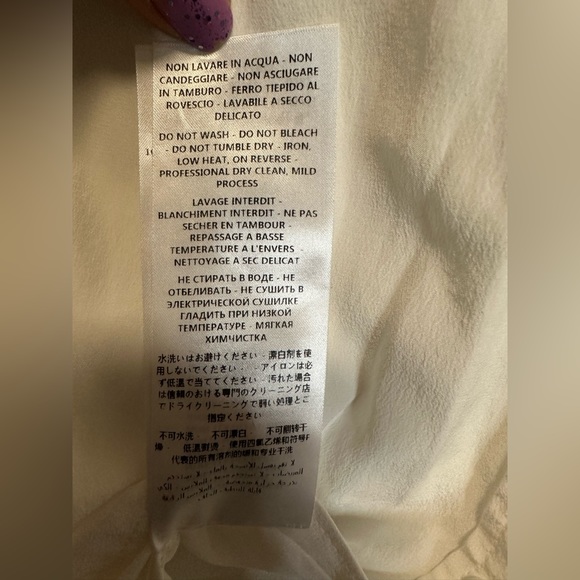 NON LAVARE IN ACQUA - NON
CANDEGGIARE - NON ASCIUGARE
IN TAMBURO - FERRO TIEPIDO AL
ROVESCIO - LAVABILE A SECCO
DELICATO
DO NOT WASH - DO NOT BLEACH
- DO NOT TUMBLE DRY - IRON,
LOW HEAT, ON REVERSE -
PROFESSIONAL DRY CLEAN, MILD
PROCESS
LAVAGE INTERDIT -
BLANCHIMENT INTERDIT - NE PAS
SECHER EN TAMBOUR -
REPASSAGE A BASSE
TEMPERATURE A L'ENVERS -
NETTOYAGE A SEC DELICAT
НЕ СТИРАТЬ В ВОДЕ - НЕ
ОТБЕЛИВАТЬ - НЕ СУШИТЬ В
ЭЛЕКТРИЧЕСКОЙ СУШИЛКЕ
ГЛАДИТЬ ПРИ НИЗКОЙ
ТЕМПЕРАТУРЕ - МЯГКАЯ
ХИМЧИСТКА
水洗いはお避けください - 漂白剤を使
用しないでください - - アイロンは必
ず低温で当ててください - 汚れた場合
は信頼のおける専門のクリーニング店
でドライクリーニングで弱い処理とご
指定ください
不可水洗 不可漂白 不可翻转干
燥 低温熨烫 使用四氯乙烯和符号F
代表的所有溶剂的缓和专业干洗